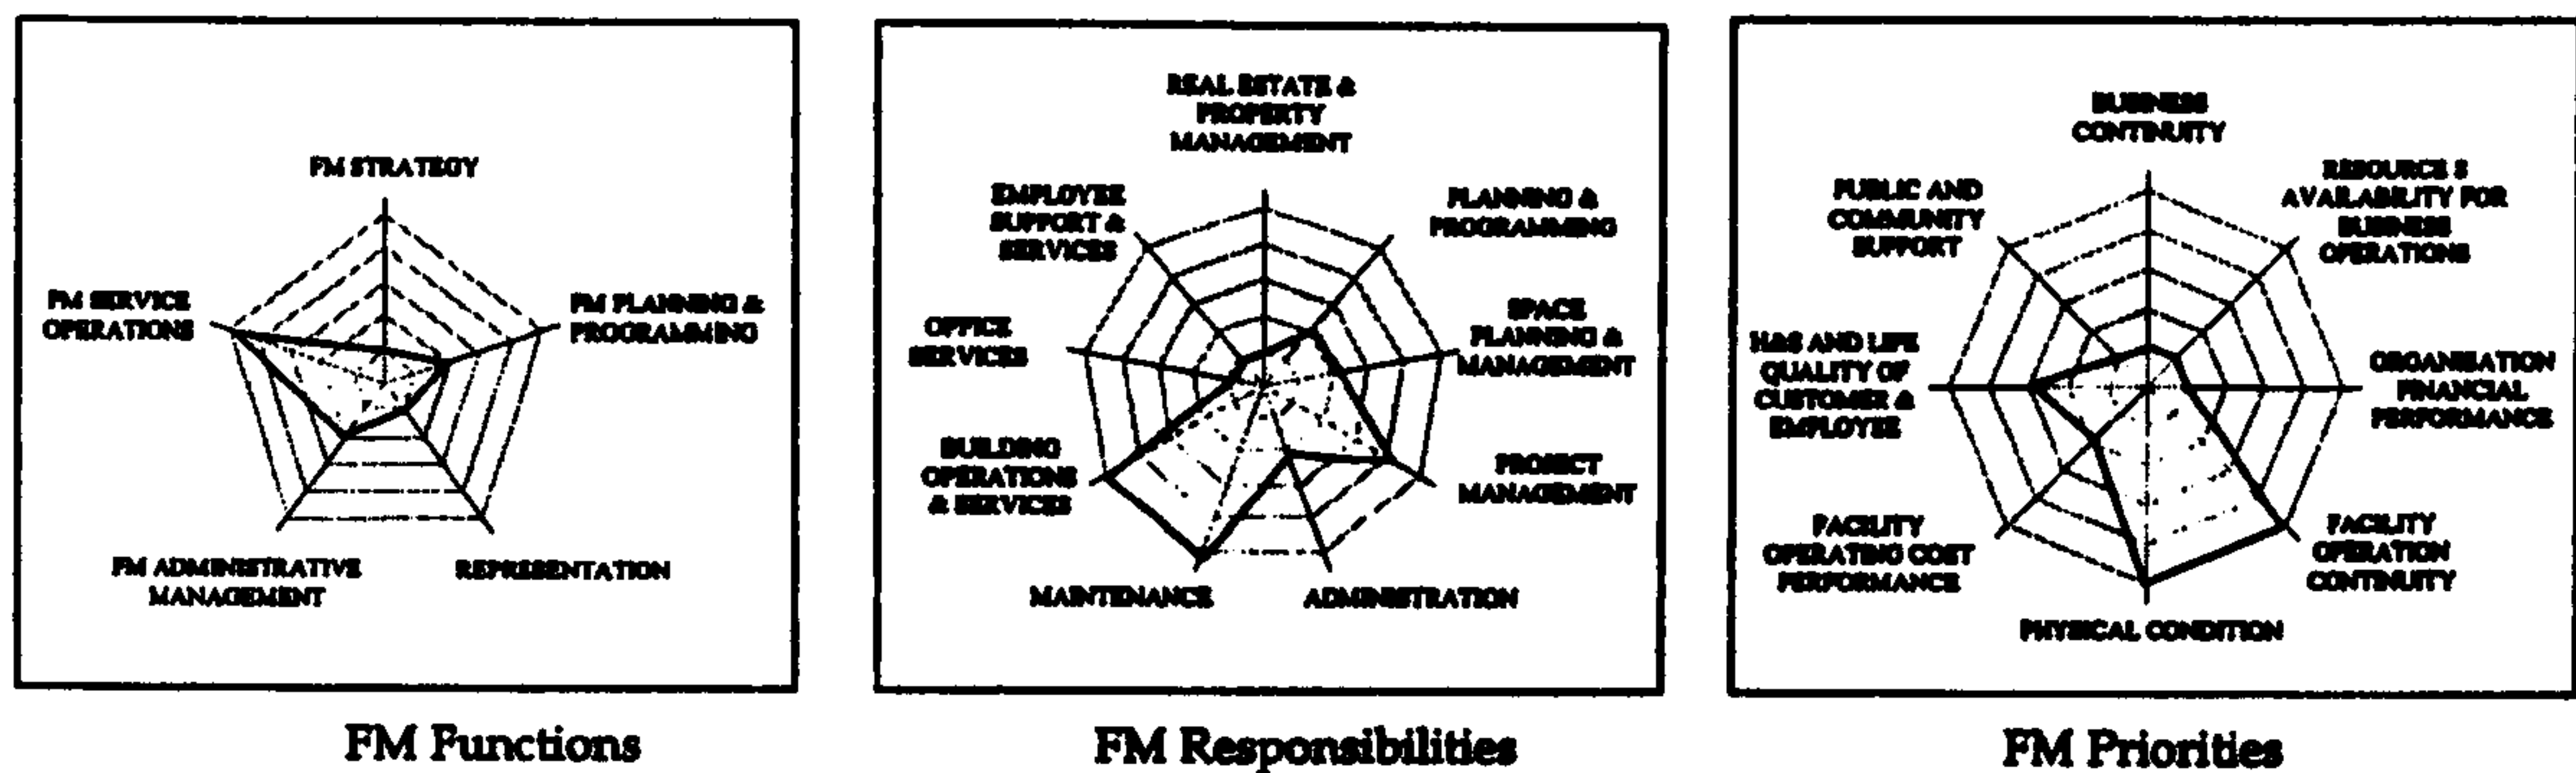 FM STRATEGY
FM SERVICE
OPERATIONS
FM PLANNING &
PROGRAMMING
FM ADMINISTRATIVE
MANAGEMENT
REPRESENTATION
FM Functions
REAL ESTATE &
PROPERTY
MANAGEMENT
EMPLOYEE
SUPPORT &
SERVICES
PLANNING &
PROGRAMMING
OFFICE
SERVICES
SPACE
PLANNING &
MANAGEMENT
BUILDING
OPERATIONS
& SERVICES
PROJECT
MANAGEMENT
MAINTENANCE
ADMINISTRATION
FM Responsibilities
BUSINESS
CONTINUITY
PUBLIC AND
COMMUNITY
SUPPORT
RESOURCE S
AVAILABILITY FOR
BUSINESS
OPERATIONS
H&S AND LIFE
QUALITY OF
CUSTOMER &
EMPLOYEE
ORGANISATION
FINANCIAL
PERFORMANCE
FACILITY
OPERATING COST
PERFORMANCE
FACILITY
OPERATION
CONTINUITY
PHYSICAL CONDITION
FM Priorities